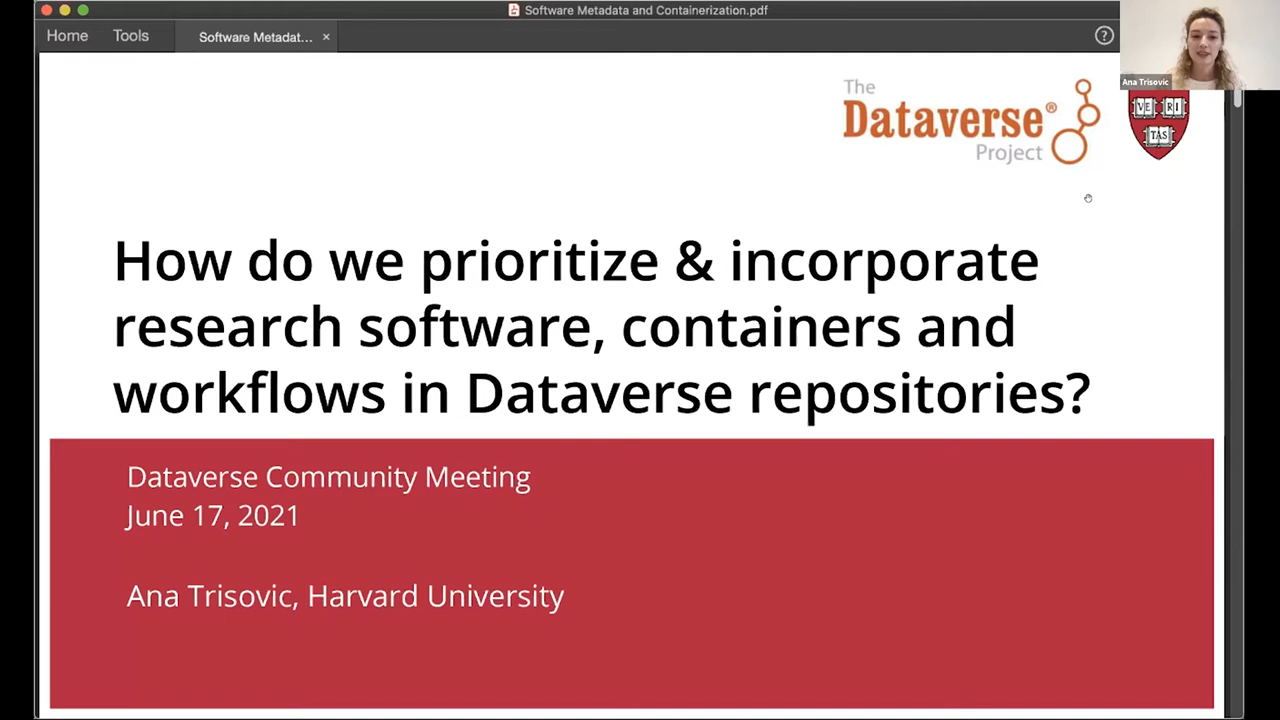 Software Metadata and Containerization.pdf
Home
Tools
Software Metadat... ×
?
Ana Trisovic
The
Dataverse®
Project
VE RI
TAS
How do we prioritize & incorporate
research software, containers and
workflows in Dataverse repositories?
Dataverse Community Meeting
June 17, 2021
Ana Trisovic, Harvard University